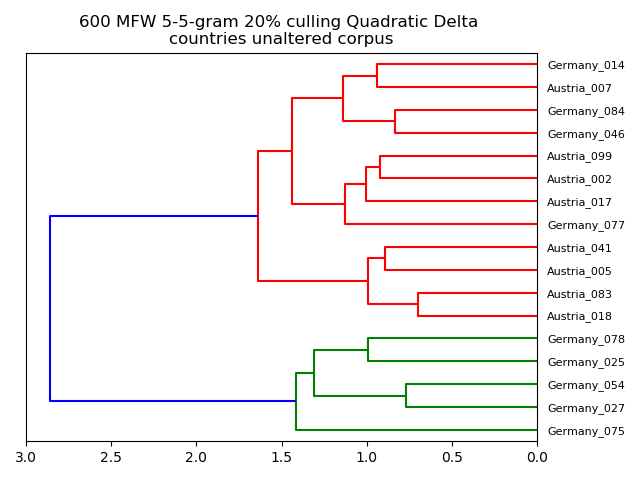 600 MFW 5-5-gram 20% culling Quadratic Delta
countries unaltered corpus
Germany_014
Austria_007
Germany_084
Germany_046
Austria_099
Austria_002
Austria_017
Germany_077
Austria_041
Austria_005
Austria_083
Austria_018
Germany_078
Germany_025
Germany_054
Germany_027
Germany_075
3.0 2.5 2.0 1.5 1.0 0.5 0.0